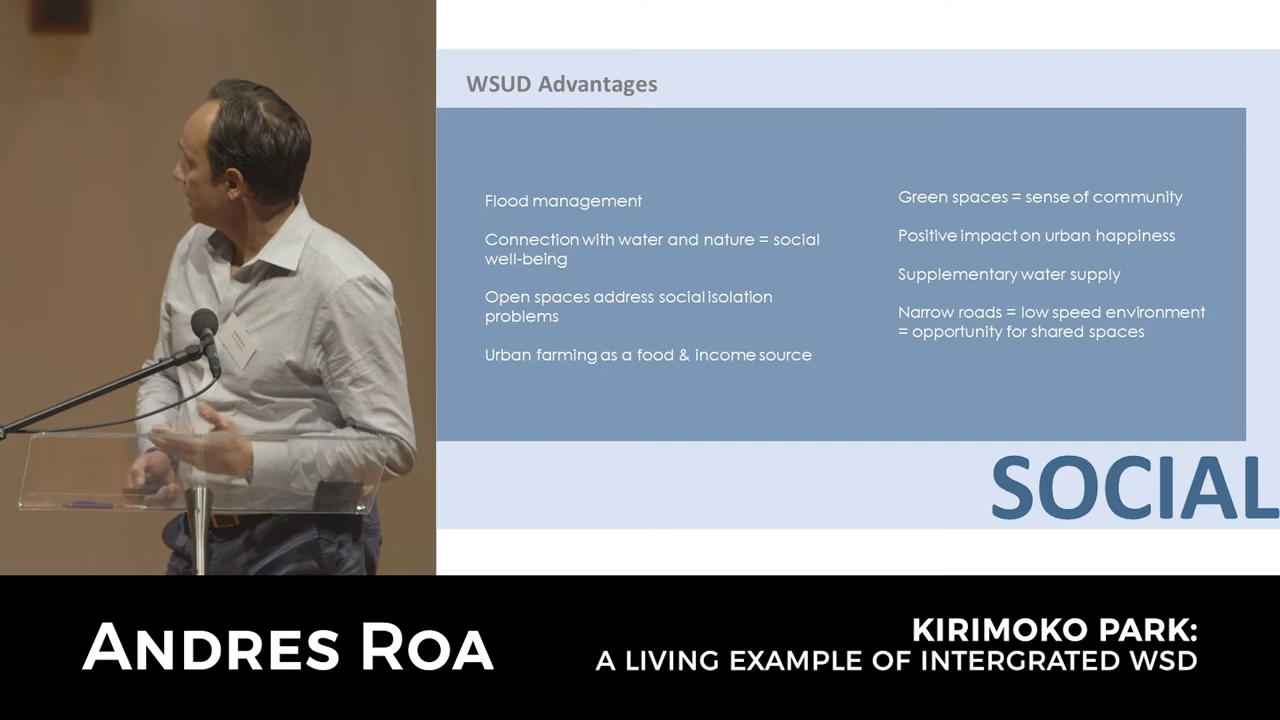 WSUD Advantages
Flood management
Connection with water and nature = social
well-being
Open spaces address social isolation
problems
Urban farming as a food & income source
Green spaces = sense of community
Positive impact on urban happiness
Supplementary water supply
Narrow roads = low speed environment
= opportunity for shared spaces
SOCIAL
ANDRES ROA
KIRIMOKO PARK:
A LIVING EXAMPLE OF INTERGRATED WSD